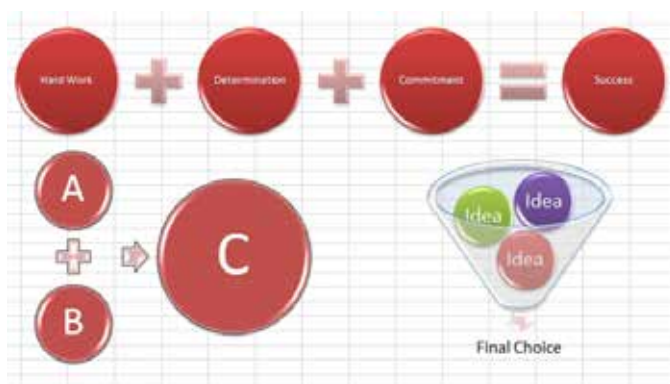 Hard Work
Determination
Commitment
Success
A
B
C
Idea
Idea
Idea
Final Choice